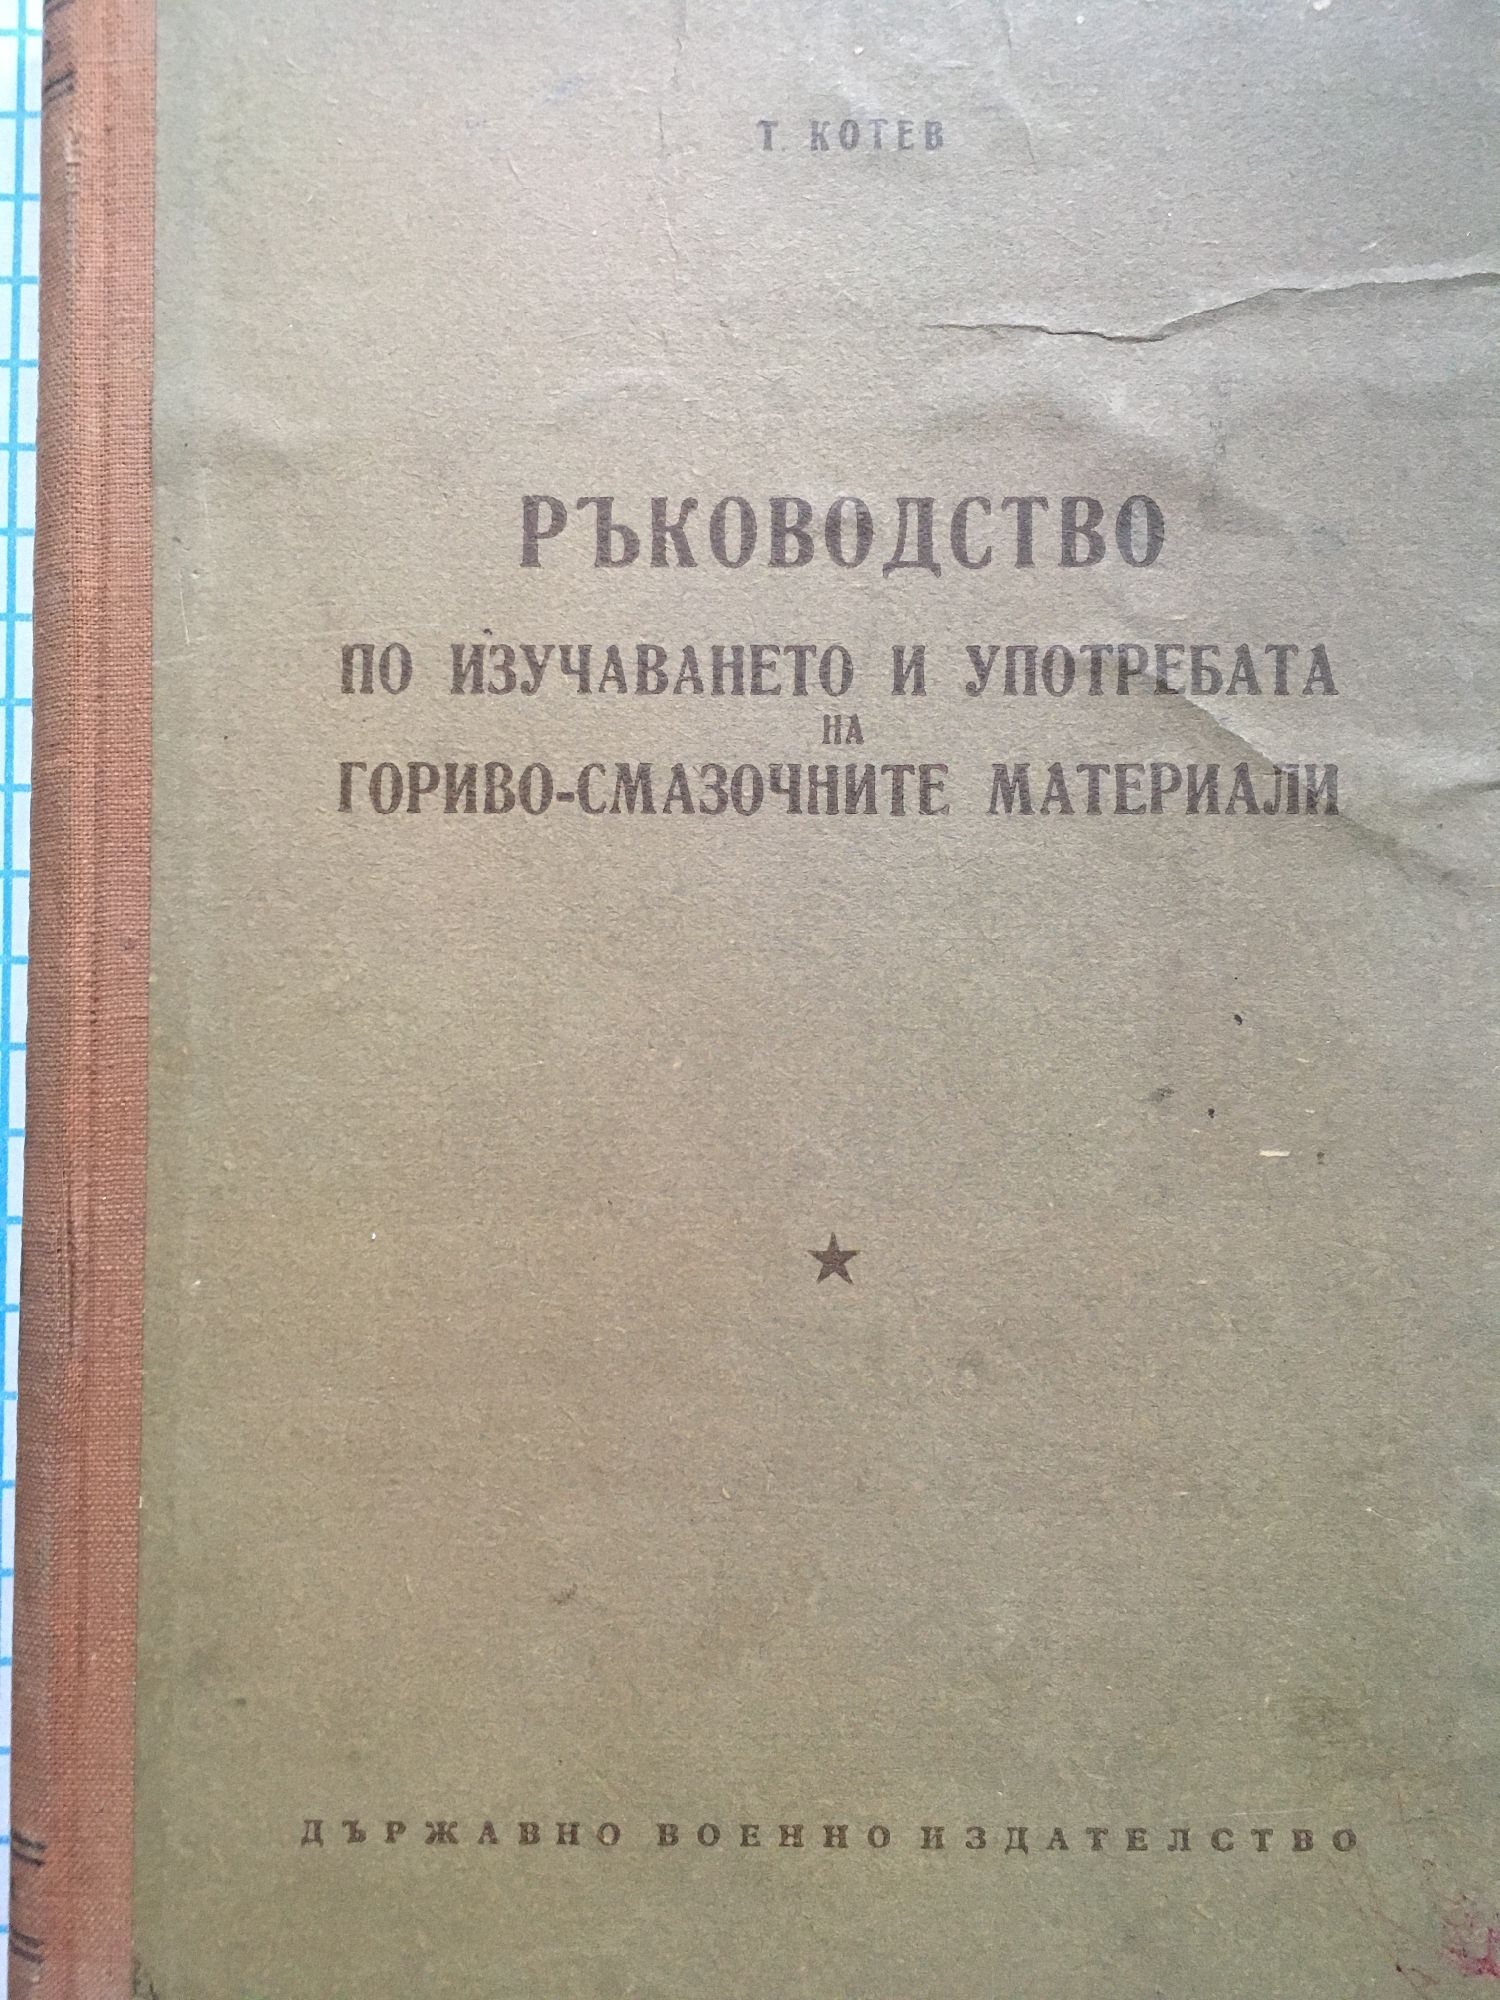 Т. КОТЕВ
РЪКОВОДСТВО
ПО ИЗУЧАВАНЕТО И УПОТРЕБАТА
НА
ГОРИВО-СМАЗОЧНИТЕ МАТЕРИАЛИ
ДЪРЖАВНО ВОЕННО ИЗДАТЕЛСТВО